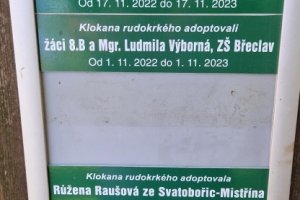 Od 17. 11. 2022 do 17. 11. 2023
Klokana rudokrkého adoptovali
žáci 8.B a Mgr. Ludmila Výborná, ZŠ Břeclav
Od 1. 11. 2022 do 1. 11. 2023
Klokana rudokrkého adoptovala
Růžena Raušová ze Svatobořic-Mistřína